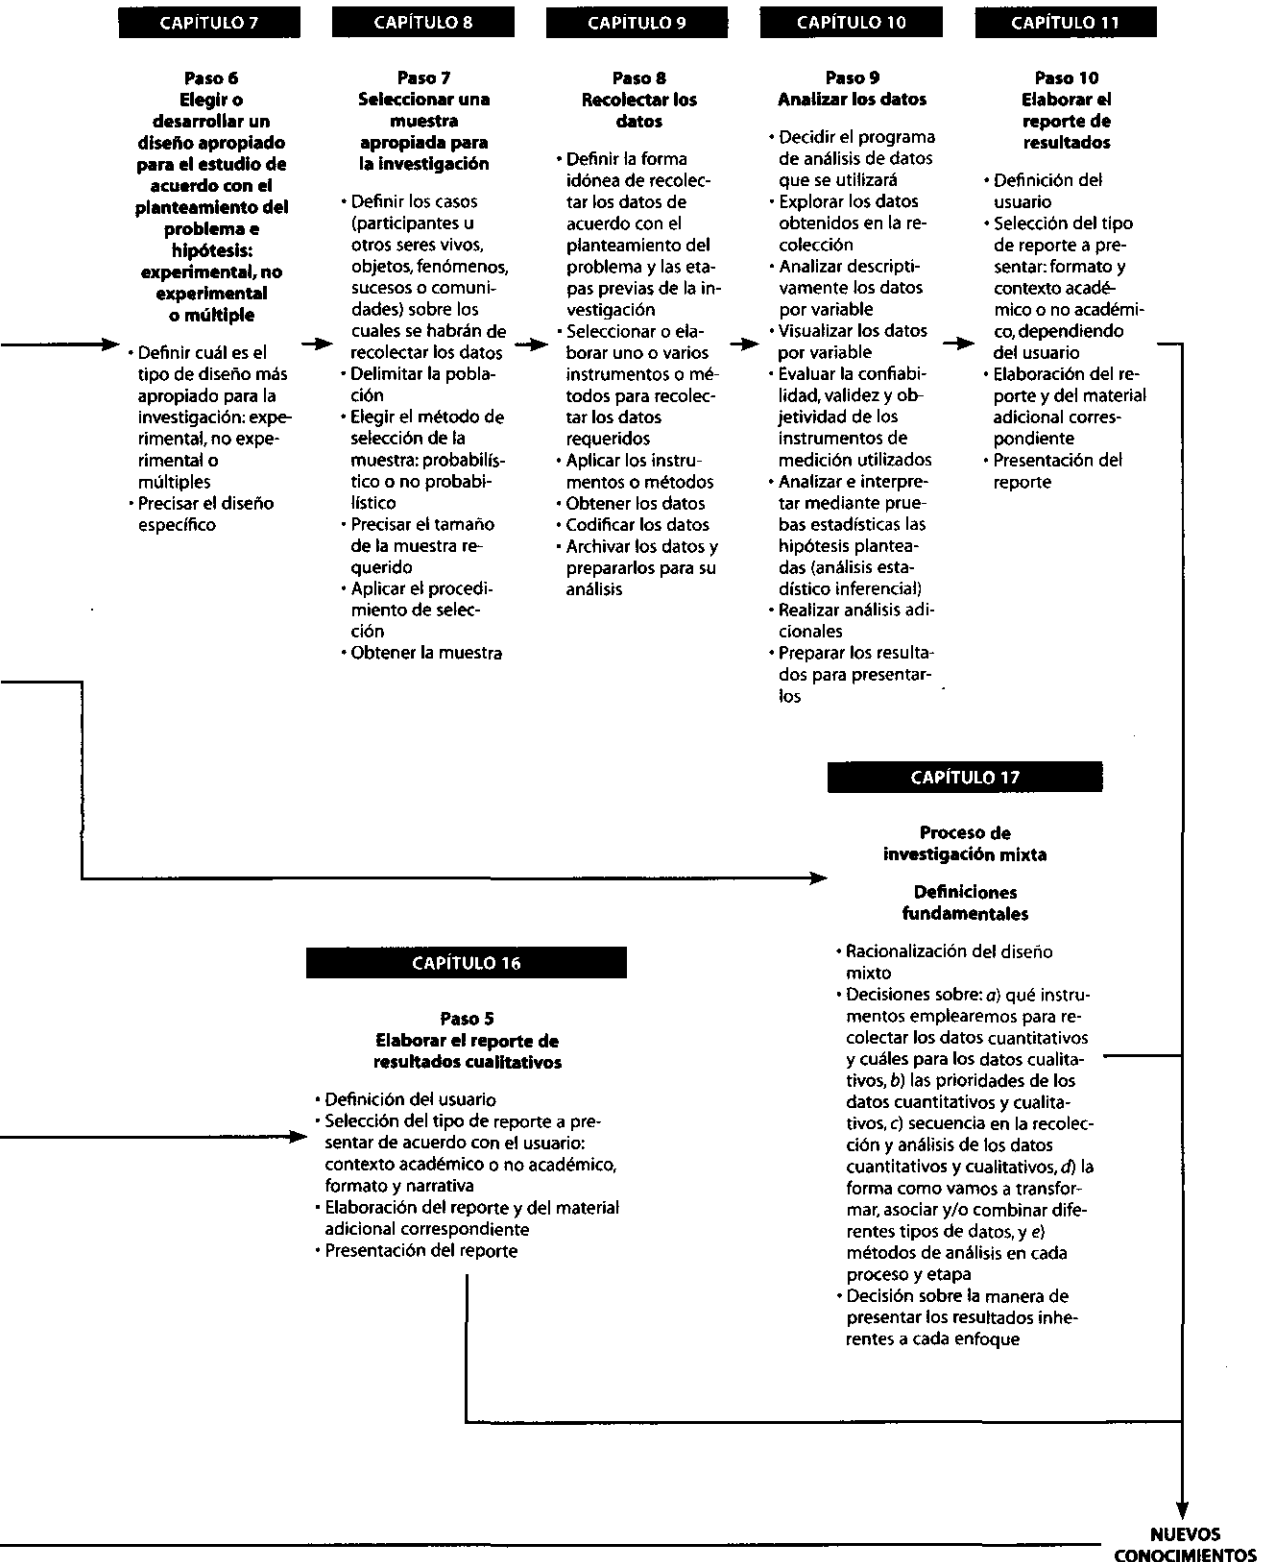 CAPÍTULO 7
Paso 6
Elegir o
desarrollar un
diseño apropiado
para el estudio de
acuerdo con el
planteamiento del
problema e
hipótesis:
experimental, no
experimental
o múltiple
• Definir cuál es el
tipo de diseño más
apropiado para la
investigación: expe-
rimental, no expe-
rimental o
múltiples
• Precisar el diseño
específico
CAPÍTULO 8
Paso 7
Seleccionar una
muestra
apropiada para
la investigación
• Definir los casos
(participantes u
otros seres vivos,
objetos, fenómenos,
sucesos o comuni-
dades) sobre los
cuales se habrán de
recolectar los datos
• Delimitar la pobla-
ción
• Elegir el método de
selección de la
muestra: probabilís-
tico o no probabi-
lístico
• Precisar el tamaño
de la muestra re-
querido
• Aplicar el procedi-
miento de selec-
ción
• Obtener la muestra
CAPÍTULO 9
Paso 8
Recolectar los
datos
• Definir la forma
idónea de recolec-
tar los datos de
acuerdo con el
planteamiento del
problema y las eta-
pas previas de la in-
vestigación
• Seleccionar o ela-
borar uno o varios
instrumentos o mé-
todos para recolec-
tar los datos
requeridos
• Aplicar los instru-
mentos o métodos
• Obtener los datos
• Codificar los datos
• Archivar los datos y
prepararlos para su
análisis
CAPÍTULO 10
Paso 9
Analizar los datos
• Decidir el programa
de análisis de datos
que se utilizará
• Explorar los datos
obtenidos en la re-
colección
• Analizar descripti-
vamente los datos
por variable
• Visualizar los datos
por variable
• Evaluar la confiabi-
lidad, validez y ob-
jetividad de los
instrumentos de
medición utilizados
• Analizar e interpre-
tar mediante prue-
bas estadísticas las
hipótesis plantea-
das (análisis esta-
dístico inferencial)
• Realizar análisis adi-
cionales
• Preparar los resulta-
dos para presentar-
los
CAPÍTULO 11
Paso 10
Elaborar el
reporte de
resultados
• Definición del
usuario
• Selección del tipo
de reporte a pre-
sentar: formato y
contexto acadé-
mico o no académi-
co, dependiendo
del usuario
• Elaboración del re-
porte y del material
adicional corres-
pondiente
• Presentación del
reporte
CAPÍTULO 17
Proceso de
investigación mixta
Definiciones
fundamentales
• Racionalización del diseño
mixto
• Decisiones sobre: a) qué instru-
mentos emplearemos para re-
colectar los datos cuantitativos
y cuáles para los datos cualita-
tivos, b) las prioridades de los
datos cuantitativos y cualita-
tivos, c) secuencia en la recolec-
ción y análisis de los datos
cuantitativos y cualitativos, d) la
forma como vamos a transfor-
mar, asociar y/o combinar dife-
rentes tipos de datos, y e)
métodos de análisis en cada
proceso y etapa
• Decisión sobre la manera de
presentar los resultados inhe-
rentes a cada enfoque
CAPÍTULO 16
Paso 5
Elaborar el reporte de
resultados cualitativos
• Definición del usuario
• Selección del tipo de reporte a pre-
sentar de acuerdo con el usuario:
contexto académico o no académico,
formato y narrativa
• Elaboración del reporte y del material
adicional correspondiente
• Presentación del reporte
NUEVOS
CONOCIMIENTOS